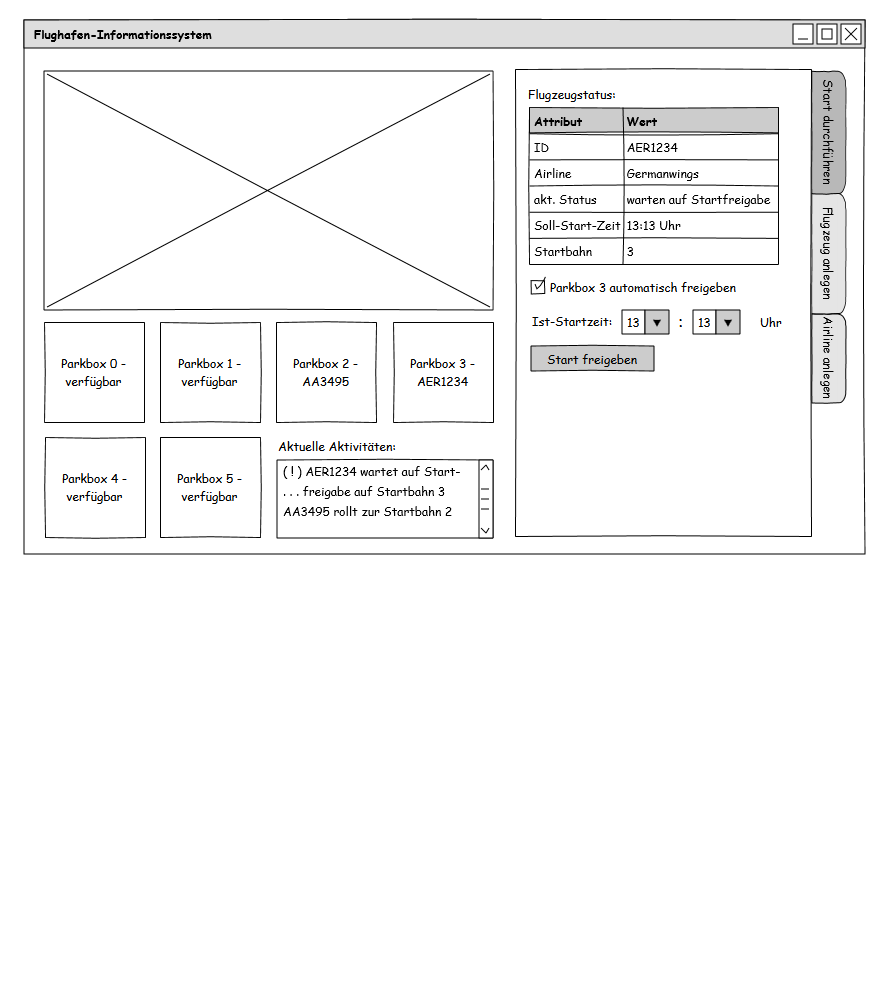 Flughafen-Informationssystem
Parkbox 0 -
verfügbar
Parkbox 1 -
verfügbar
Parkbox 2 -
AA3495
Parkbox 3 -
AER1234
Parkbox 4 -
verfügbar
Parkbox 5 -
verfügbar
Aktuelle Aktivitäten:
( ! ) AER1234 wartet auf Start-
. . . freigabe auf Startbahn 3
AA3495 rollt zur Startbahn 2
Flugzeugstatus:
Attribut Wert
ID AER1234
Airline Germanwings
akt. Status warten auf Startfreigabe
Soll-Start-Zeit 13:13 Uhr
Startbahn 3
Parkbox 3 automatisch freigeben
Ist-Startzeit: 13 : 13 Uhr
Start freigeben
Start durchführen
Flugzeug anlegen
Airline anlegen